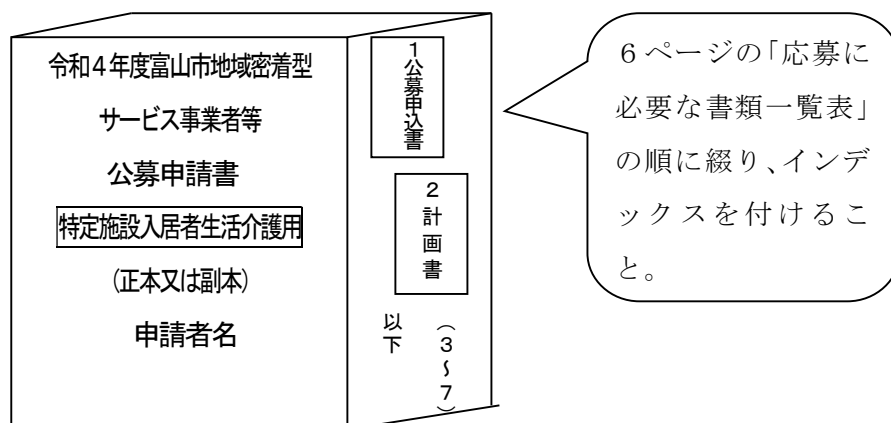 令和４年度富山市地域密着型
サービス事業者等
公募申請書
特定施設入居者生活介護用
（正本又は副本）
申請者名
１公募申込書
２計画書
以下
（３～７）
６ページの「応募に
必要な書類一覧表」
の順に綴り、インデ
ックスを付けるこ
と。